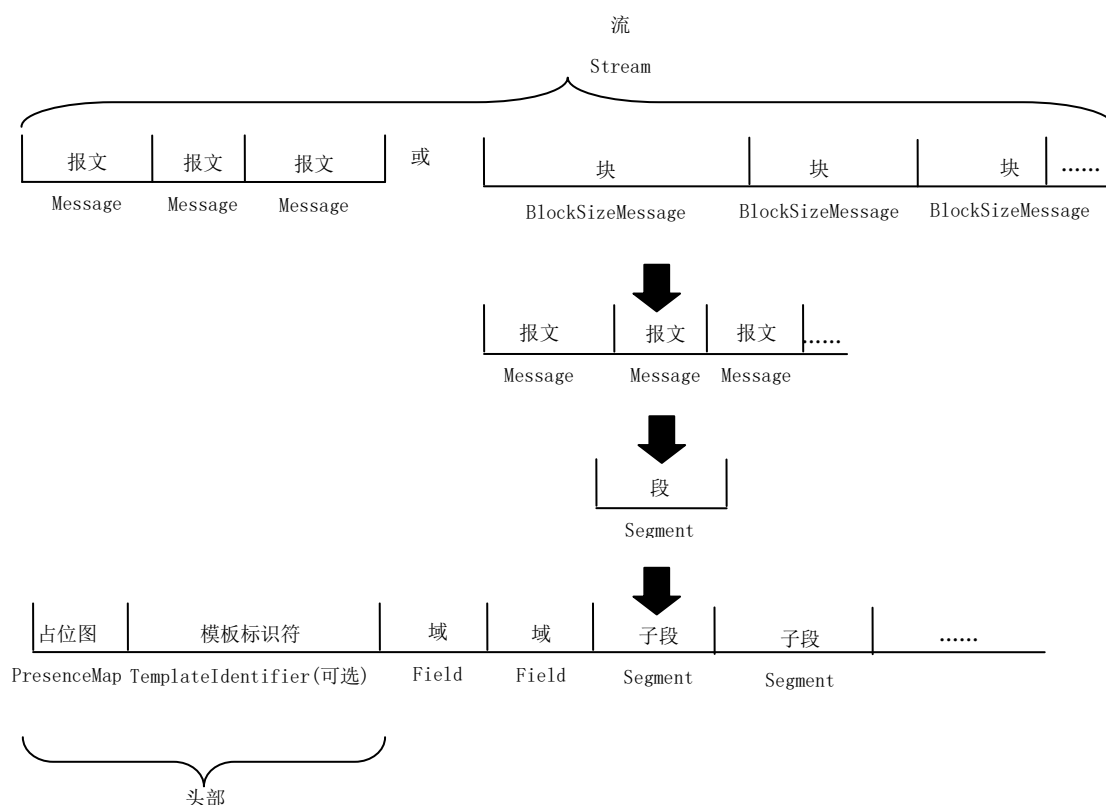 流
Stream
报文 报文 报文 或 块 块 块 ……
Message Message Message BlockSizeMessage BlockSizeMessage BlockSizeMessage
报文 报文 报文 ……
Message Message Message
段
Segment
占位图 模板标识符 域 域 子段 子段 ……
PresenceMap TemplateIdentifier(可选) Field Field Segment Segment
头部